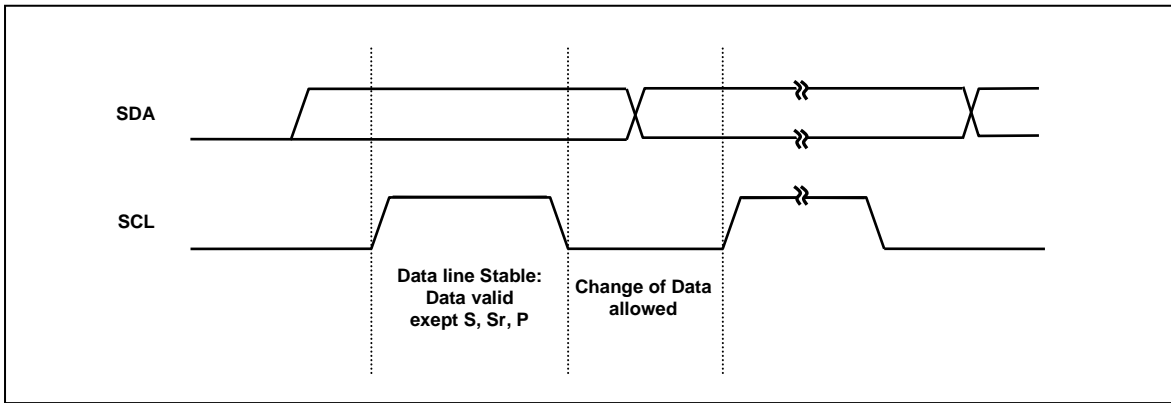 SDA
SCL
Data line Stable:
Data valid
exept S, Sr, P
Change of Data
allowed